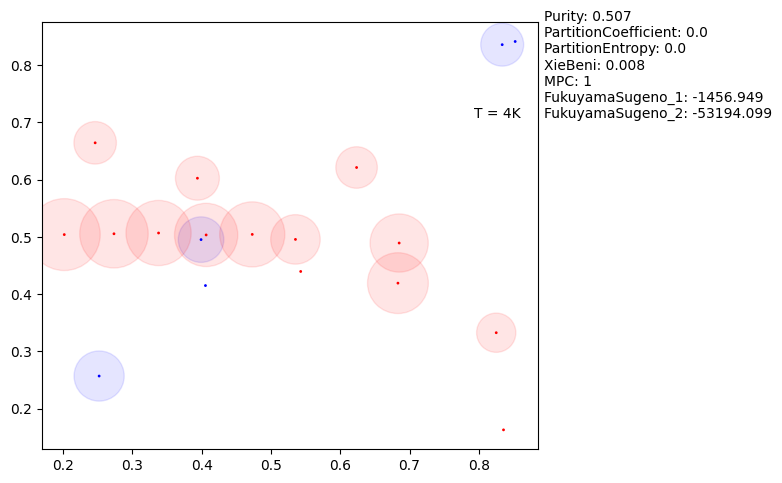 Purity: 0.507
PartitionCoefficient: 0.0
PartitionEntropy: 0.0
XieBeni: 0.008
MPC: 1
FukuyamaSugeno_1: -1456.949
FukuyamaSugeno_2: -53194.099
T = 4K
0.8
0.7
0.6
0.5
0.4
0.3
0.2
0.2 0.3 0.4 0.5 0.6 0.7 0.8